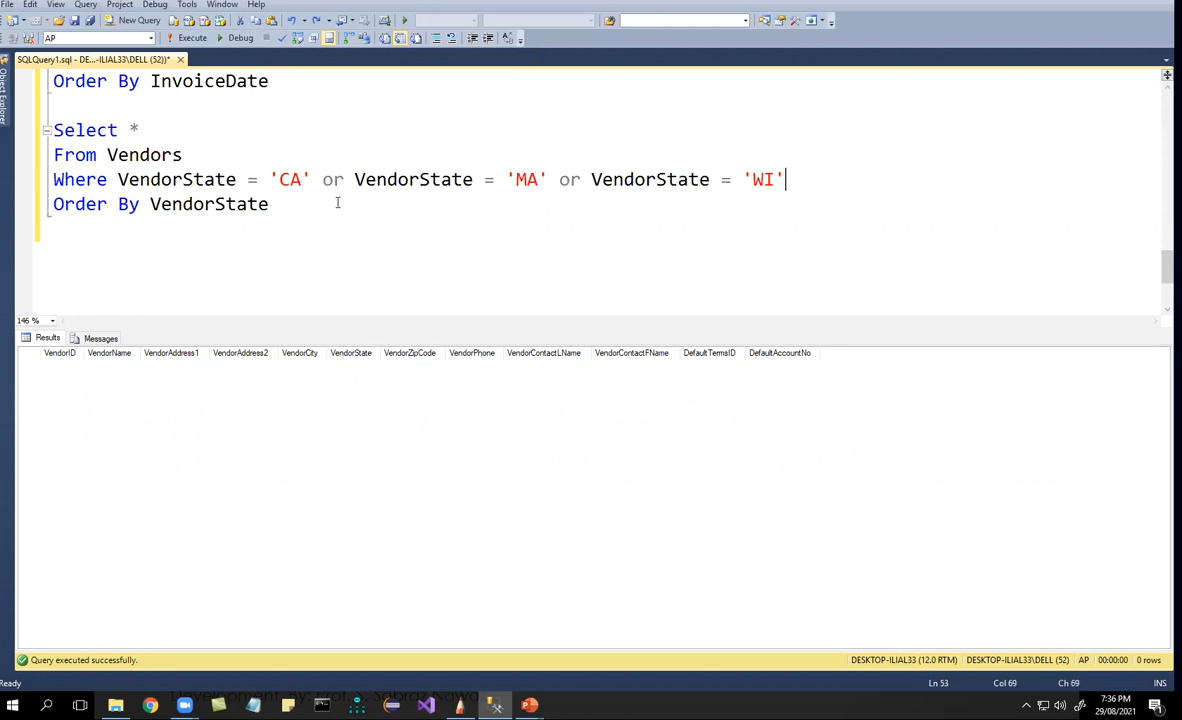 File Edit View Query Project Debug Tools Window Help
New Query
AP Execute Debug
SQLQuery1.sql - DE...-ILIAL33\DELL (52))*
Object Explorer
Order By InvoiceDate
Select *
From Vendors
Where VendorState = 'CA' or VendorState = 'MA' or VendorState = 'WI'
Order By VendorState
146 %
Results Messages
VendorID VendorName VendorAddress1 VendorAddress2 VendorCity VendorState VendorZipCode VendorPhone VendorContactLName VendorContactFName DefaultTermsID DefaultAccountNo
Query executed successfully. DESKTOP-ILIAL33 (12.0 RTM) DESKTOP-ILIAL33\DELL (52) AP 00:00:00 0 rows
Ready Ln 53 Col 69 Ch 69 INS
7:36 PM
29/08/2021